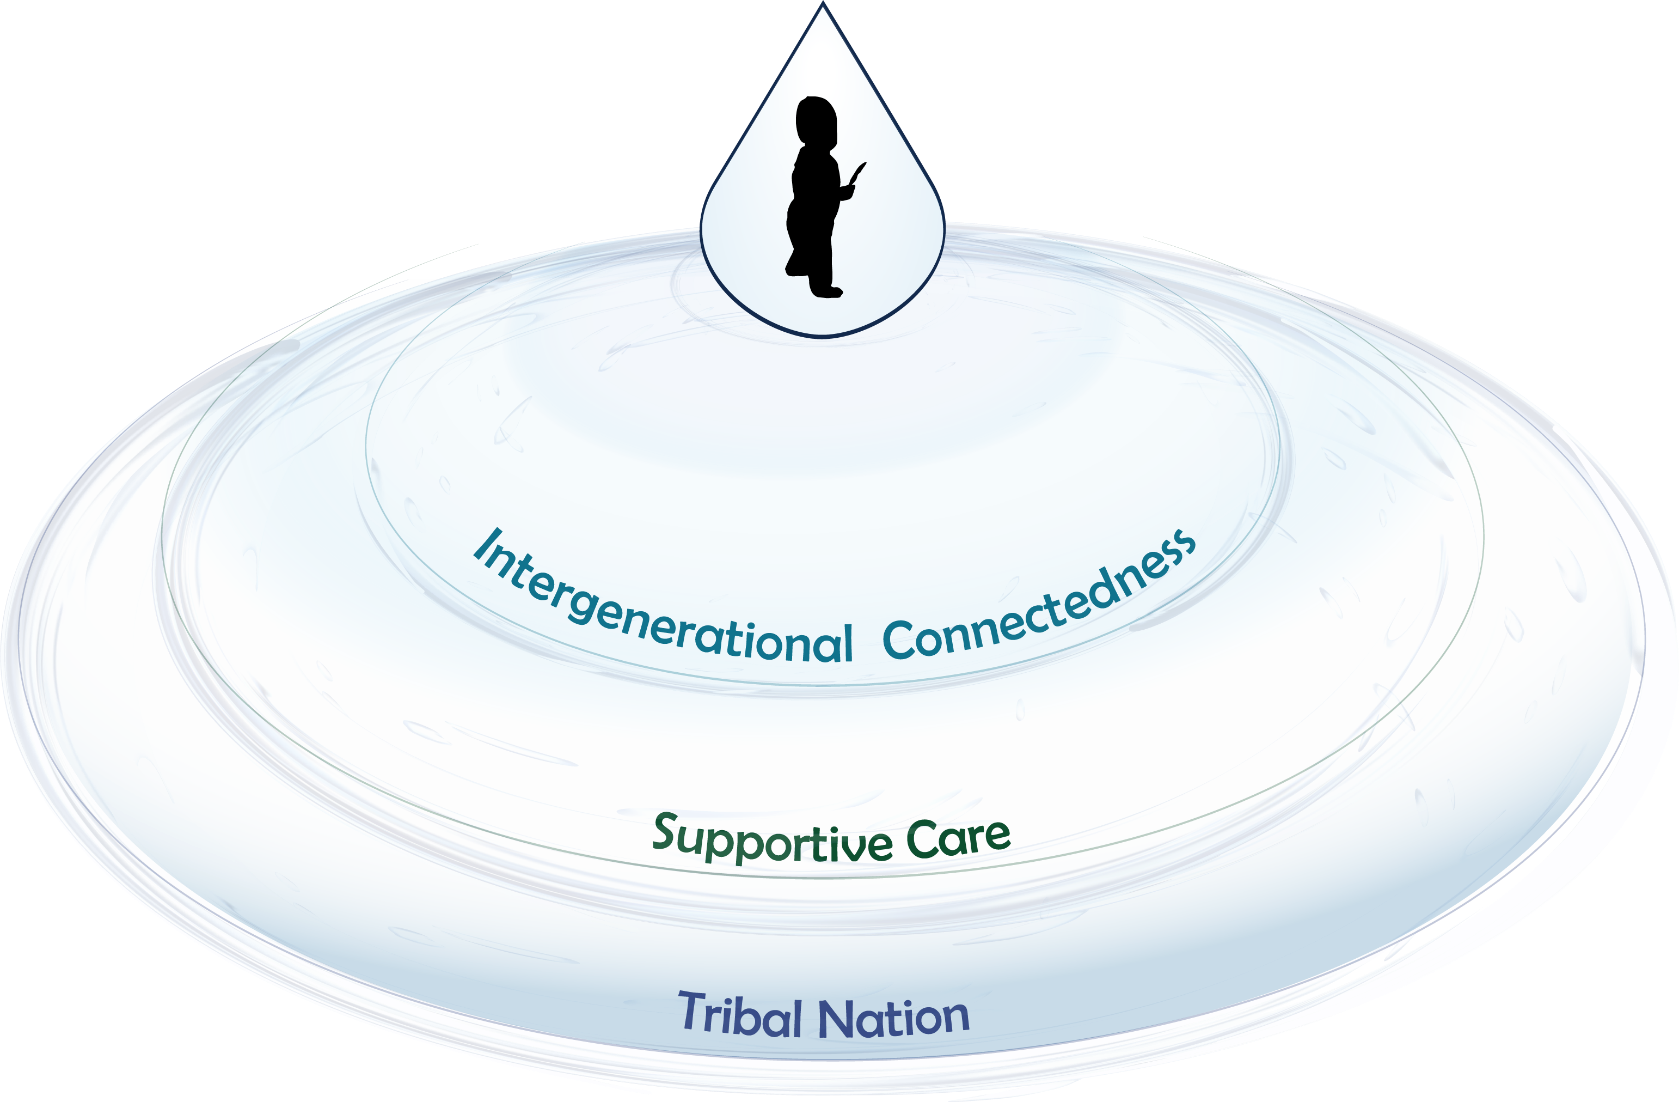 Intergenerational Connectedness
Supportive Care
Tribal Nation